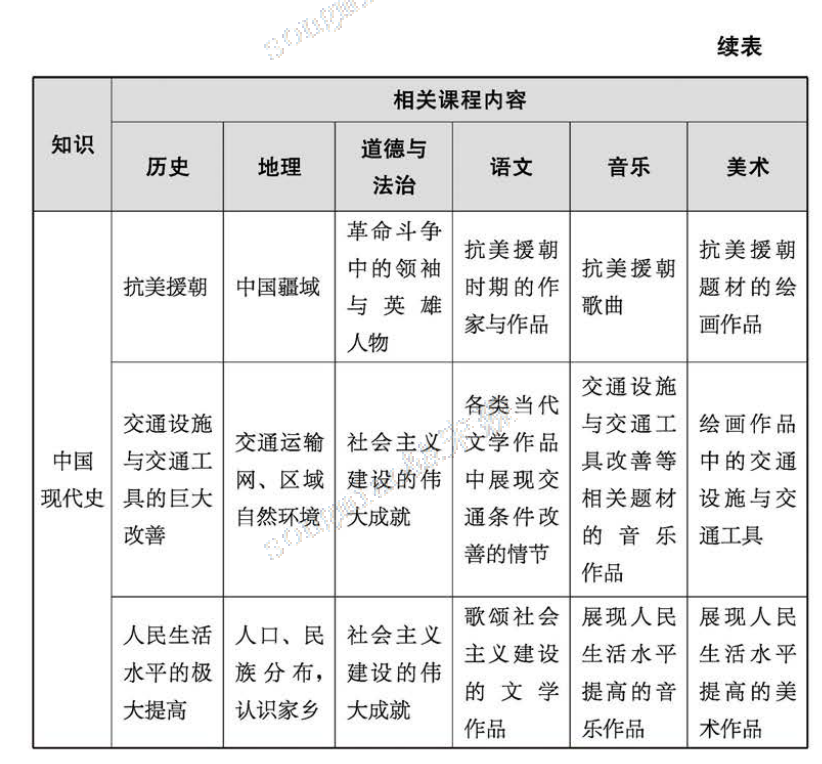 续表
知识
相关课程内容
历史
地理
道德与
法治
语文
音乐
美术
中国
现代史
抗美援朝
中国疆域
革命斗争
中的领袖
与英雄
人物
抗美援朝
时期的作
家与作品
抗美援朝
歌曲
抗美援朝
题材的绘
画作品
交通设施
与交通工
具的巨大
改善
交通运输
网、区域
自然环境
社会主义
建设的伟
大成就
各类当代
文学作品
中展现交
通条件改
善的情节
交通设施
与交通工
具改善等
相关题材
的音乐
作品
绘画作品
中的交通
设施与交
通工具
人民生活
水平的极
大提高
人口、民
族分布，
认识家乡
社会主义
建设的伟
大成就
歌颂社会
主义建设
的文学
作品
展现人民
生活水平
提高的音
乐作品
展现人民
生活水平
提高的美
术作品